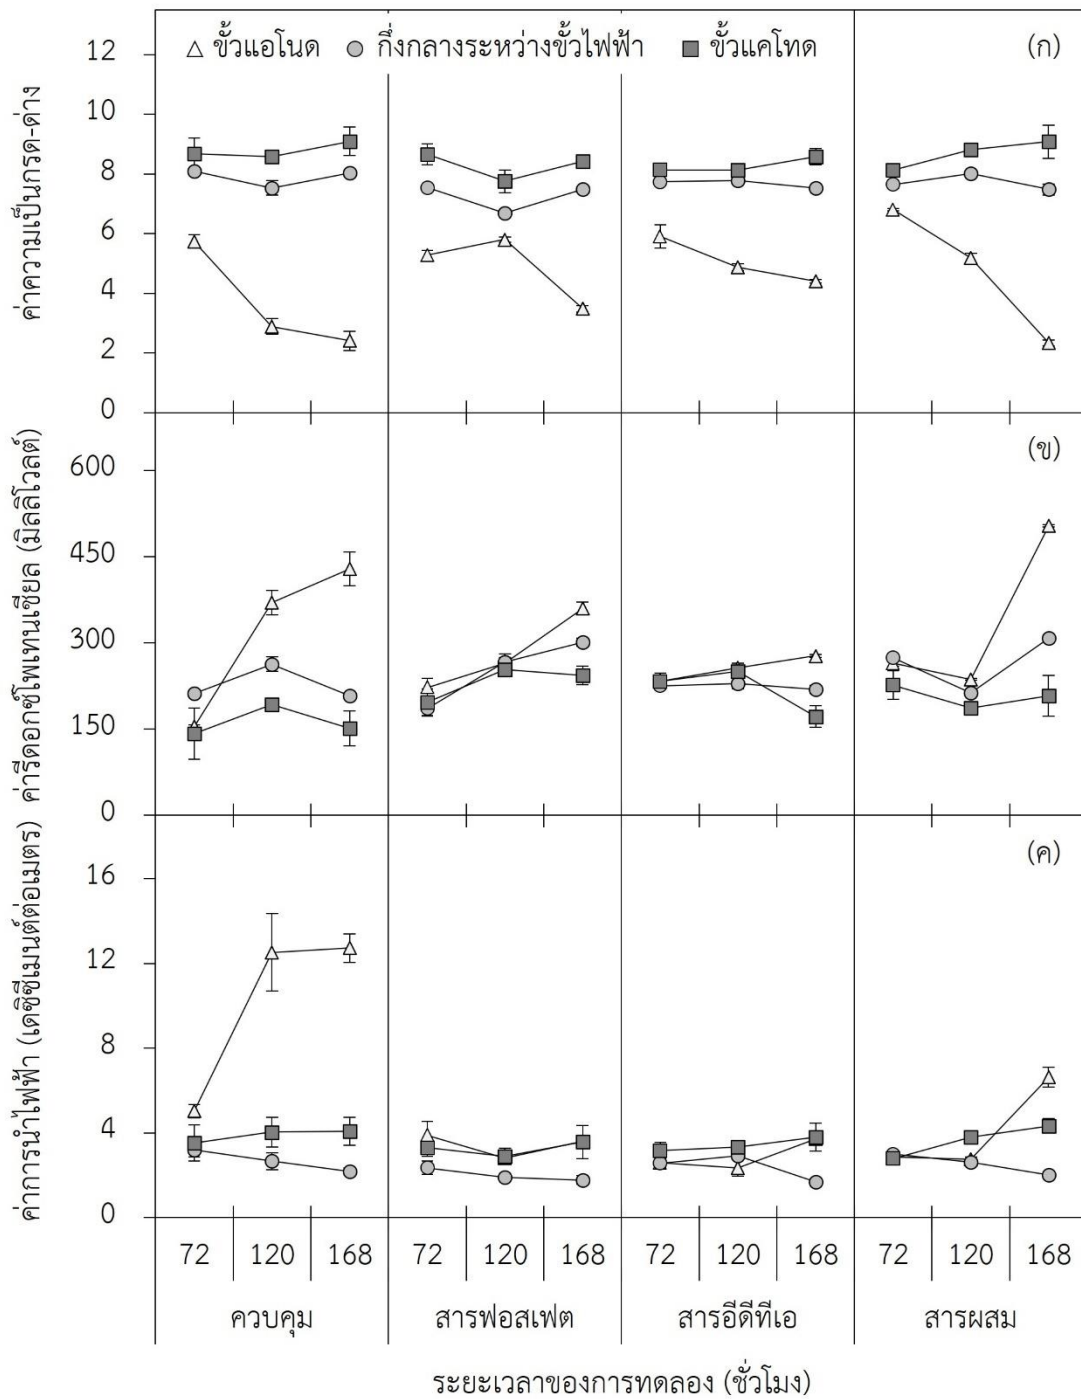 ขั้วแอโนด กึ่งกลางระหว่างขั้วไฟฟ้า ขั้วแคโทด (ก)
ค่าความเป็นกรด-ด่าง
12
10
8
6
4
2
0
(ข)
ค่ารีดอกซ์โพเทนเชียล (มิลลิโวลต์)
600
450
300
150
0
(ค)
ค่าการนำไฟฟ้า (เดซิซีเมนต์ต่อเมตร)
16
12
8
4
0
72 120 168 72 120 168 72 120 168 72 120 168
ควบคุม สารฟอสเฟต สารอีดีทีเอ สารผสม
ระยะเวลาของการทดลอง (ชั่วโมง)